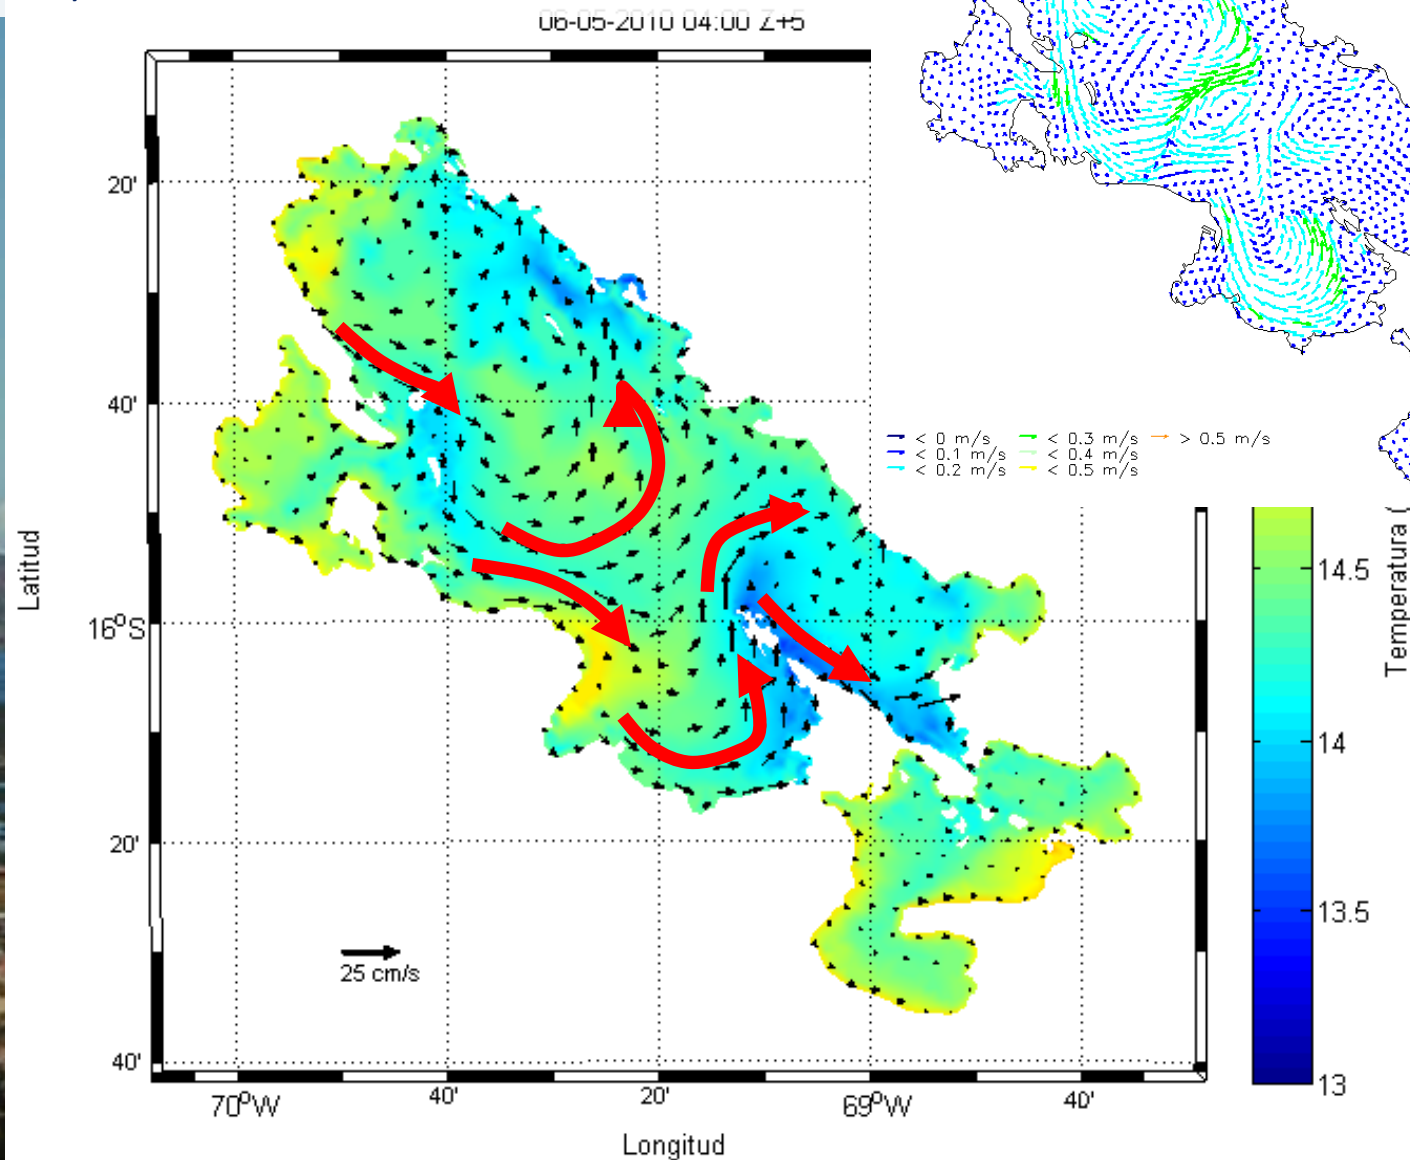 06-05-2010 04:00 Z+5
20'
40'
16°S
20'
40'
Latitud
70°W
40'
20'
69°W
40'
Longitud
25 cm/s
< 0 m/s
< 0.1 m/s
< 0.2 m/s
< 0.3 m/s
< 0.4 m/s
< 0.5 m/s
> 0.5 m/s
14.5
14
13.5
13
Temperatura (